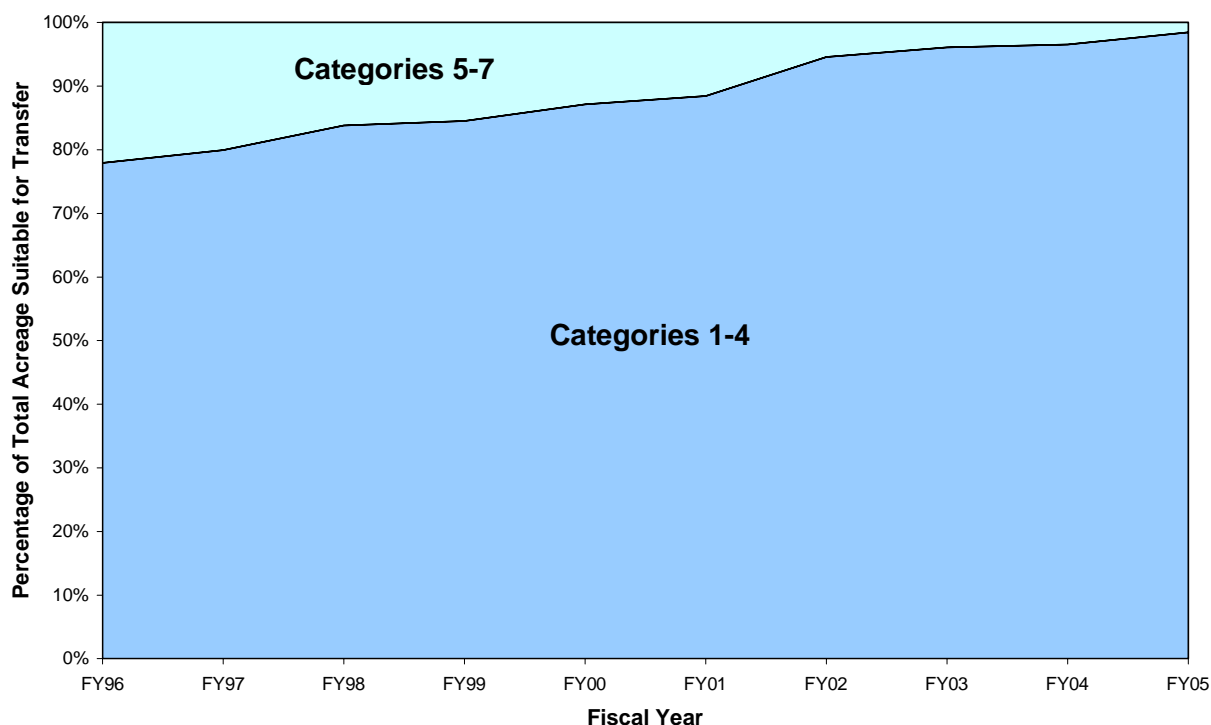 Percentage of Total Acreage Suitable for Transfer
100%
90%
80%
70%
60%
50%
40%
30%
20%
10%
0%
Categories 5-7
Categories 1-4
FY96 FY97 FY98 FY99 FY00 FY01 FY02 FY03 FY04 FY05
Fiscal Year